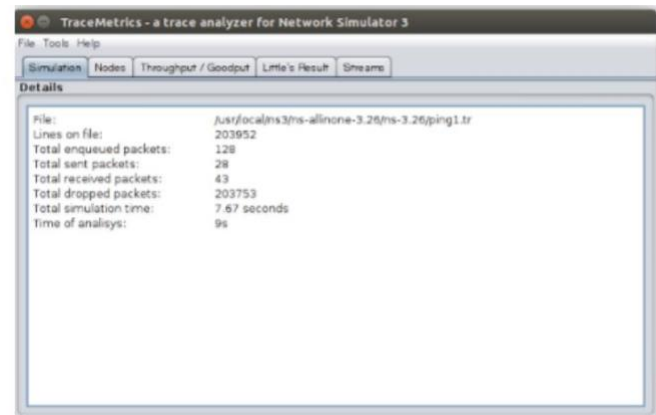 TraceMetrics - a trace analyzer for Network Simulator 3
File Tools Help
Simulation Nodes Throughput / Goodput Little's Result Streams
Details
File: /usr/local/ns3/ns-allinone-3.26/ns-3.26/ping1.tr
Lines on file: 203952
Total enqueued packets: 128
Total sent packets: 28
Total received packets: 43
Total dropped packets: 203753
Total simulation time: 7.67 seconds
Time of analisys: 9s